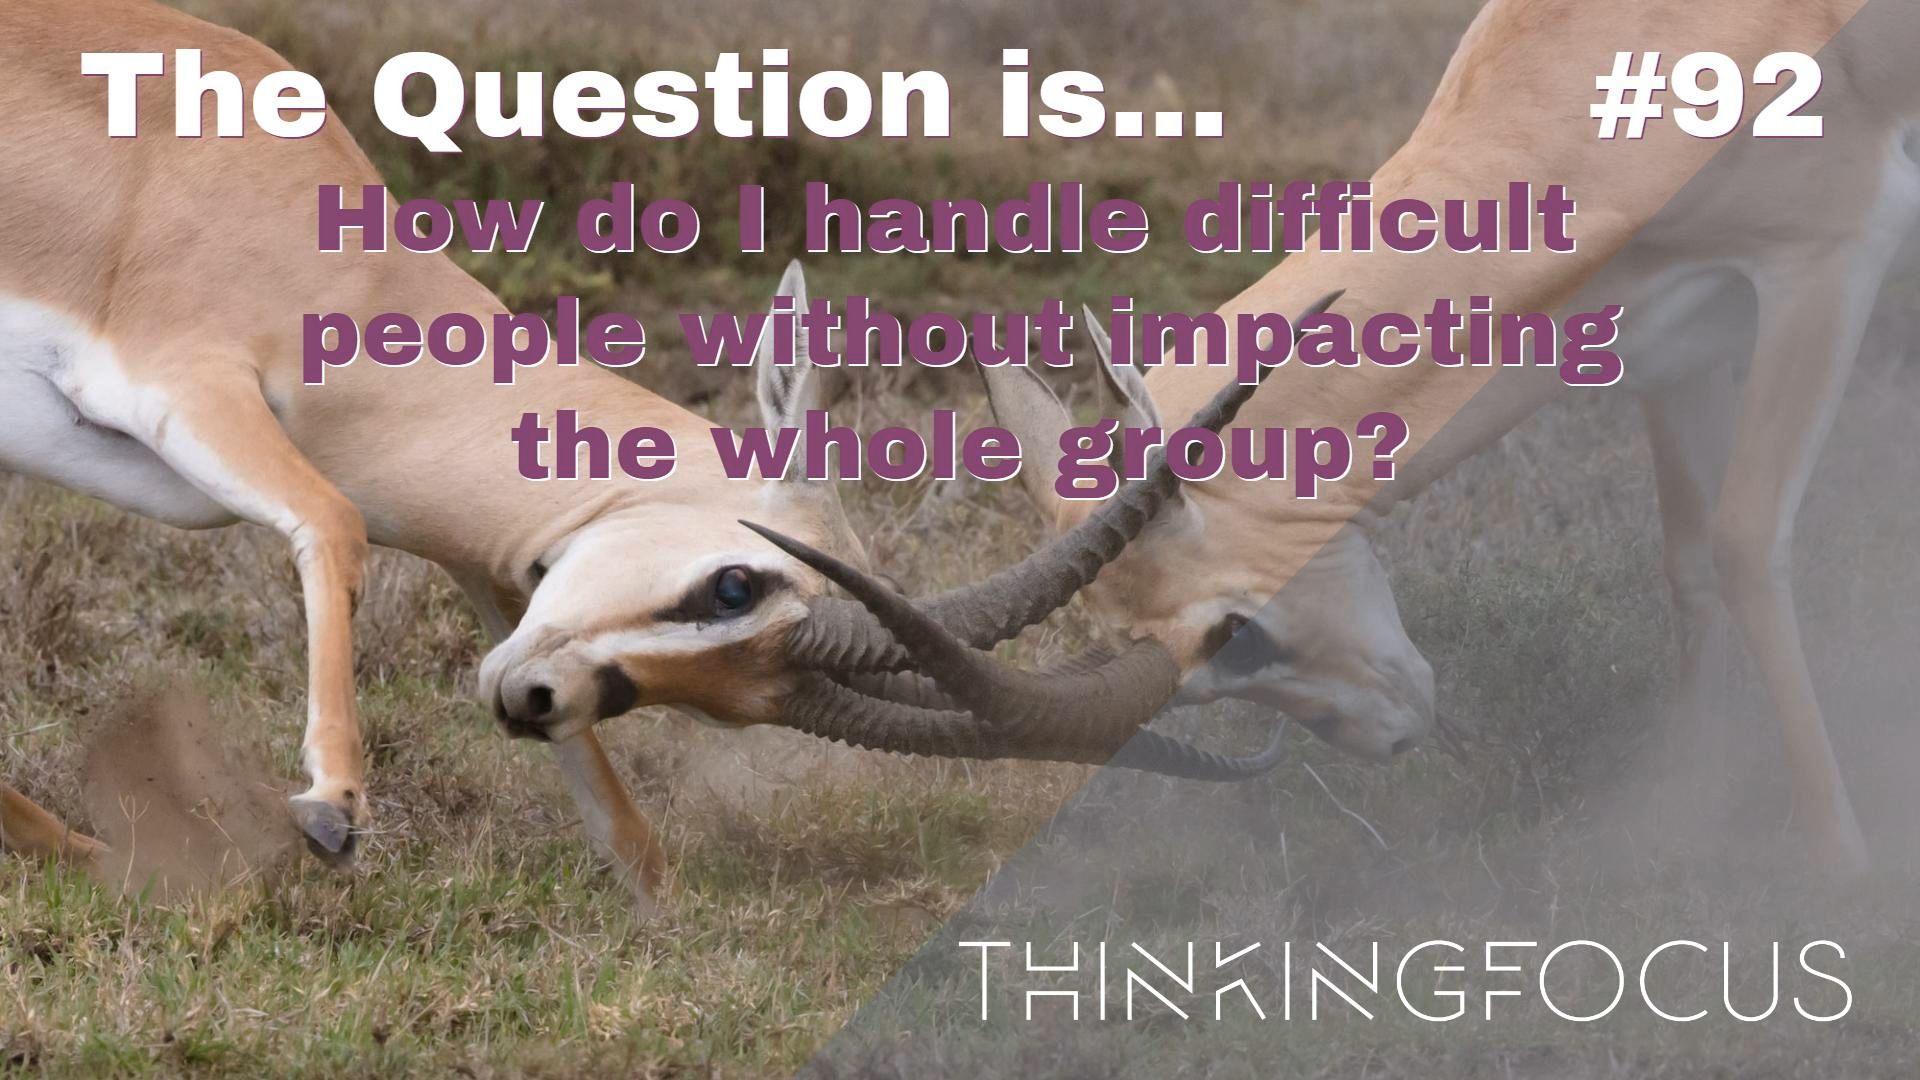 The Question is... #92
How do I handle difficult
people without impacting
the whole group?
THINKINGFOCUS